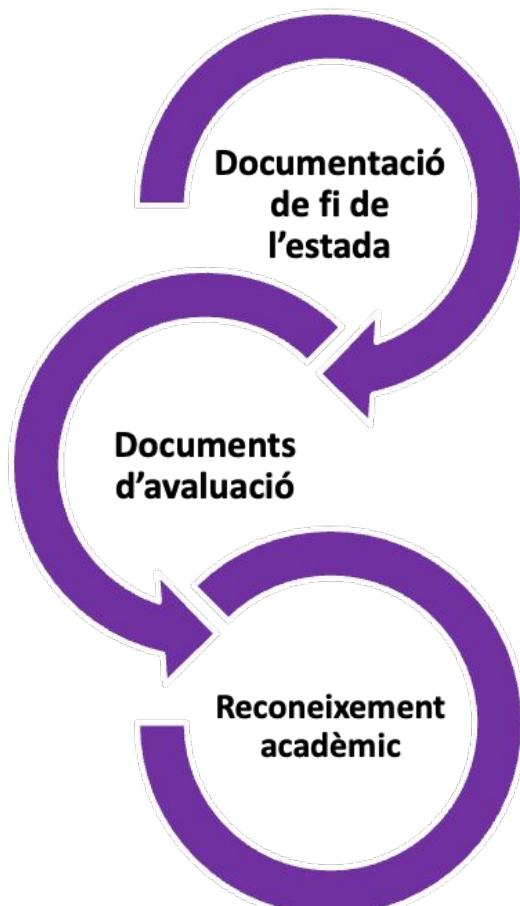 Documentació
de fi de
l’estada
Documents
d’avaluació
Reconeixement
acadèmic